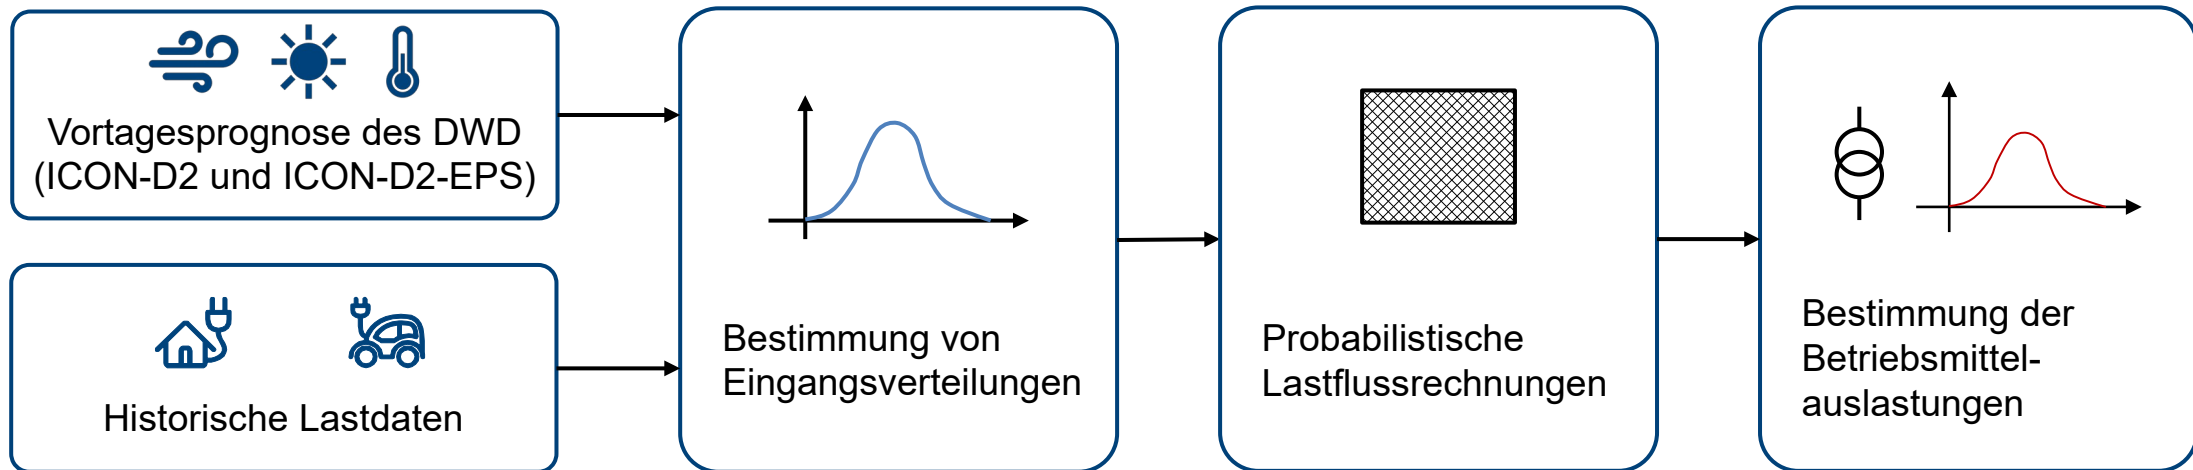 Vortagesprognose des DWD
(ICON-D2 und ICON-D2-EPS)
Historische Lastdaten
Bestimmung von
Eingangsverteilungen
Probabilistische
Lastflussrechnungen
Bestimmung der
Betriebsmittel-
auslastungen